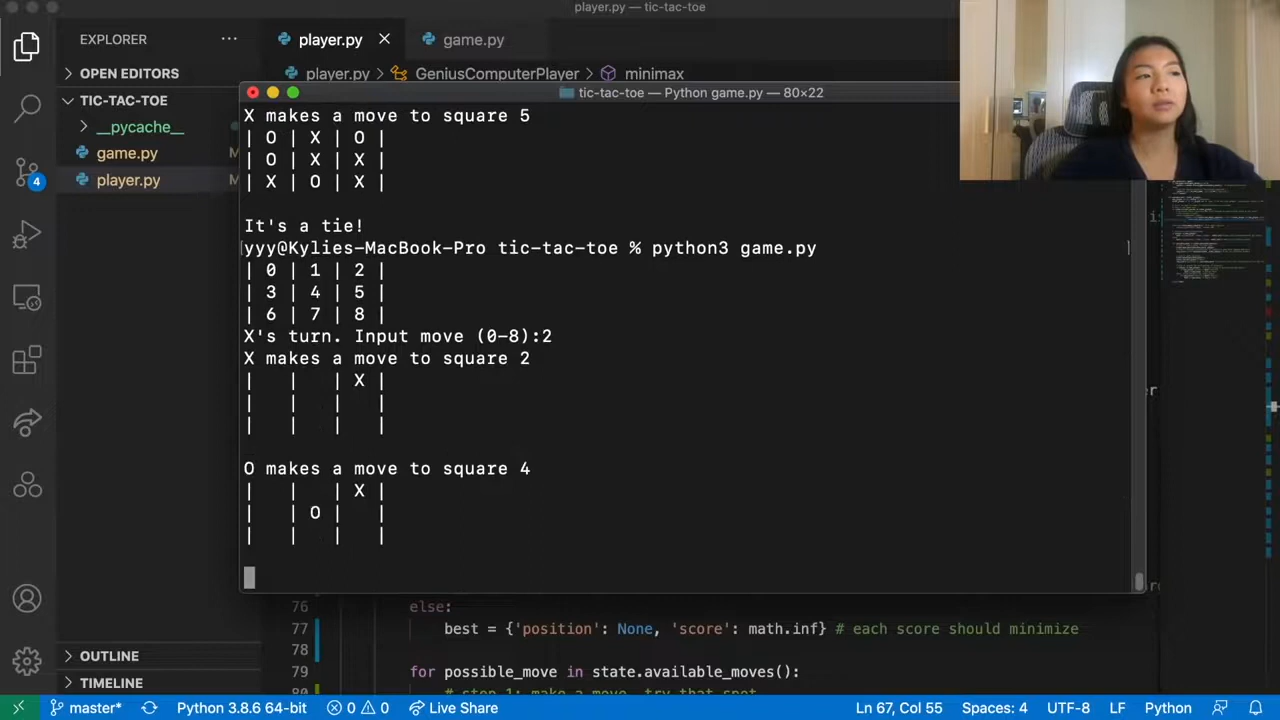 player.py — tic-tac-toe
EXPLORER
player.py
game.py
OPEN EDITORS
player.py > GeniusComputerPlayer > minimax
TIC-TAC-TOE
tic-tac-toe — Python game.py — 80×22
__pycache__
game.py M
player.py M
4
X makes a move to square 5
| O | X | O |
| O | X | X |
| X | O | X |
It's a tie!
yyy@Kylies-MacBook-Pro tic-tac-toe % python3 game.py
| 0 | 1 | 2 |
| 3 | 4 | 5 |
| 6 | 7 | 8 |
X's turn. Input move (0-8):2
X makes a move to square 2
|   |   | X |
|   |   |   |
|   |   |   |
O makes a move to square 4
|   |   | X |
|   | O |   |
|   |   |   |
76 else:
77 best = {'position': None, 'score': math.inf} # each score should minimize
78
79 for possible_move in state.available_moves():
80 # step 1: make a move, try that spot
OUTLINE
TIMELINE
master* Python 3.8.6 64-bit 0 0 Live Share Ln 67, Col 55 Spaces: 4 UTF-8 LF Python